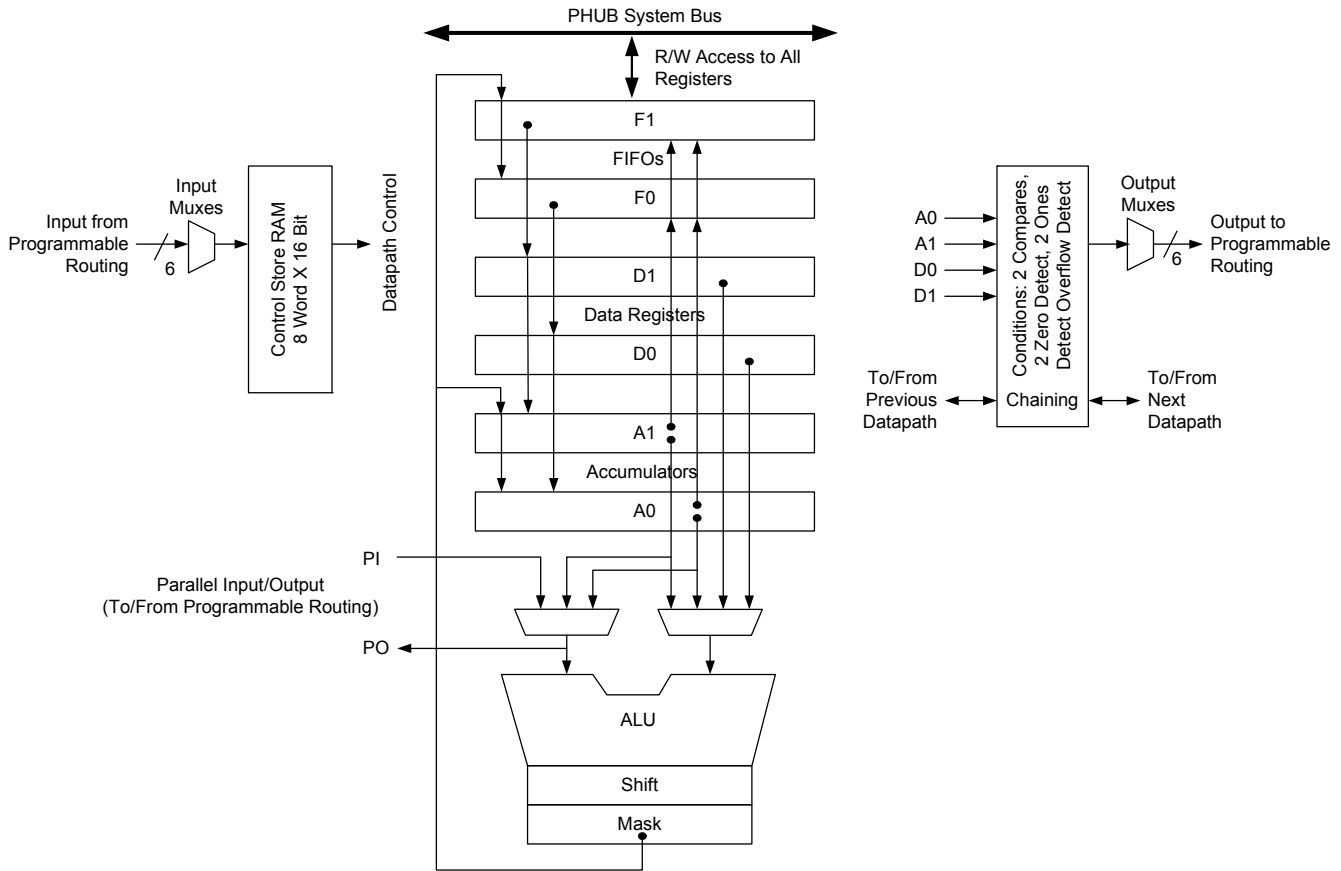 PHUB System Bus
R/W Access to All
Registers
F1
FIFOs
F0
D1
Data Registers
D0
A1
Accumulators
A0
Input from
Programmable
Routing
6
Input
Muxes
Control Store RAM
8 Word X 16 Bit
Datapath Control
PI
Parallel Input/Output
(To/From Programmable Routing)
PO
ALU
Shift
Mask
A0
A1
D0
D1
Conditions: 2 Compares,
2 Zero Detect, 2 Ones
Detect Overflow Detect
Output
Muxes
6
Output to
Programmable
Routing
To/From
Previous
Datapath
Chaining
To/From
Next
Datapath